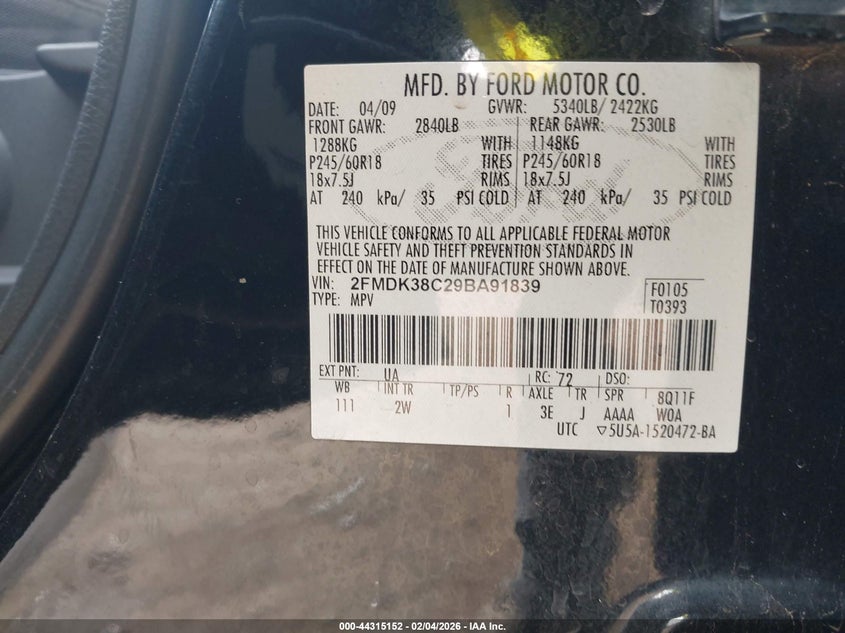 MFD. BY FORD MOTOR CO.
DATE: 04/09 GVWR: 5340LB/ 2422KG
FRONT GAWR: 2840LB REAR GAWR: 2530LB
1288KG WITH 1148KG WITH
P245/60R18 TIRES P245/60R18 TIRES
18x7.5J RIMS 18x7.5J RIMS
AT 240 kPa/ 35 PSI COLD AT 240 kPa/ 35 PSI COLD
THIS VEHICLE CONFORMS TO ALL APPLICABLE FEDERAL MOTOR
VEHICLE SAFETY AND THEFT PREVENTION STANDARDS IN
EFFECT ON THE DATE OF MANUFACTURE SHOWN ABOVE.
VIN: 2FMDK38C29BA91839 F0105
TYPE: MPV T0393
EXT PNT: UA RC: 72 DSO:
WB INT TR TP/PS R AXLE TR SPR 8Q11F
111 2W 1 3E J AAAA W0A
UTC ▽5U5A-1520472-BA
000-44315152 - 02/04/2026 - IAA Inc.